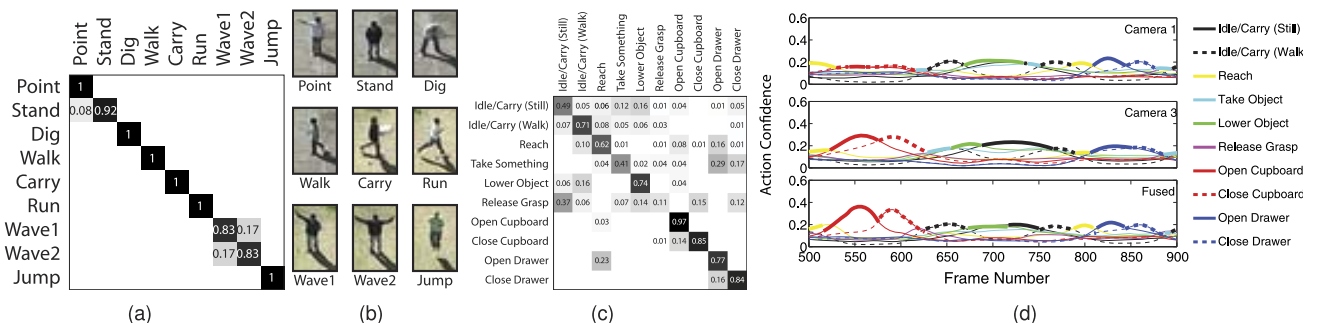 Point
Stand
Dig
Walk
Carry
Run
Wave1
Wave2
Jump
Point 1
Stand 0.08 0.92
Dig 1
Walk 1
Carry 1
Run 1
Wave1 0.83 0.17
Wave2 0.17 0.83
Jump 1
(a)
Point Stand Dig
Walk Carry Run
Wave1 Wave2 Jump
(b)
Idle/Carry (Still)
Idle/Carry (Walk)
Reach
Take Something
Lower Object
Release Grasp
Open Cupboard
Close Cupboard
Open Drawer
Close Drawer
Idle/Carry (Still) 0.49 0.05 0.06 0.12 0.16 0.01 0.04 0.01 0.05
Idle/Carry (Walk) 0.07 0.71 0.08 0.05 0.06 0.03 0.01
Reach 0.10 0.62 0.01 0.01 0.08 0.01 0.16 0.01
Take Something 0.04 0.41 0.02 0.04 0.04 0.29 0.17
Lower Object 0.06 0.16 0.74 0.04
Release Grasp 0.37 0.06 0.07 0.14 0.11 0.15 0.12
Open Cupboard 0.03 0.97
Close Cupboard 0.01 0.14 0.85
Open Drawer 0.23 0.77
Close Drawer 0.16 0.84
(c)
Action Confidence
0.6
0.4
0.2
0
Camera 1
0.6
0.4
0.2
0
Camera 3
0.6
0.4
0.2
0
Fused
500 550 600 650 700 750 800 850 900
Frame Number
Idle/Carry (Still)
Idle/Carry (Walk)
Reach
Take Object
Lower Object
Release Grasp
Open Cupboard
Close Cupboard
Open Drawer
Close Drawer
(d)